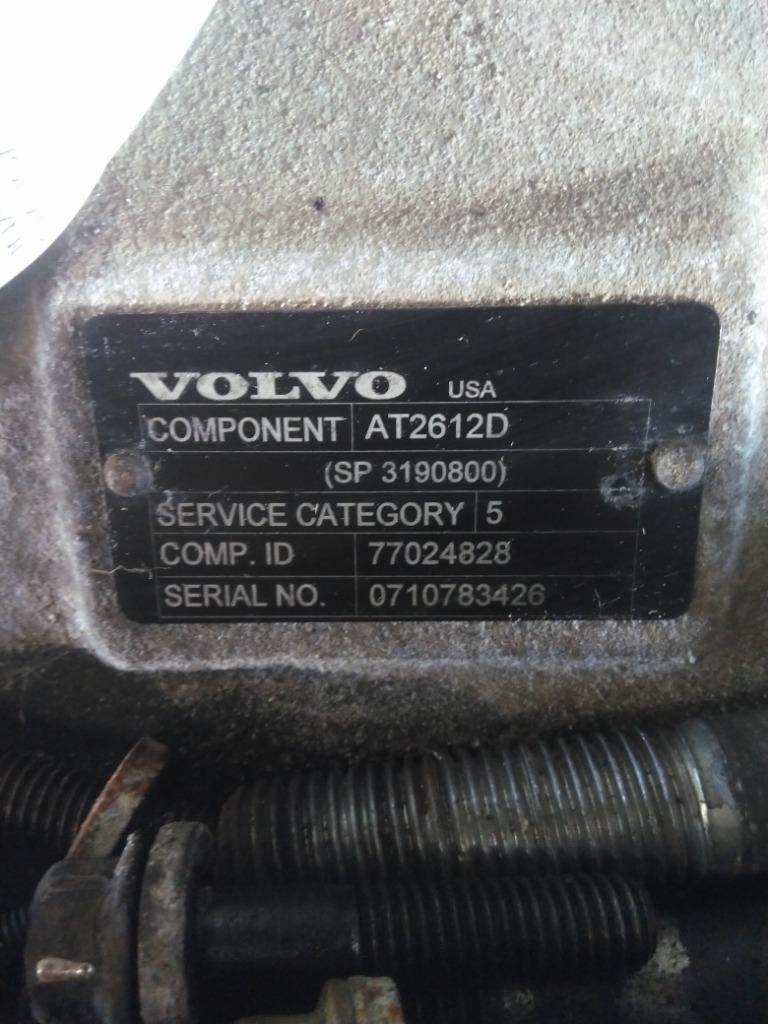 VOLVO USA
COMPONENT AT2612D
(SP 3190800)
SERVICE CATEGORY 5
COMP. ID 77024828
SERIAL NO. 0710783426